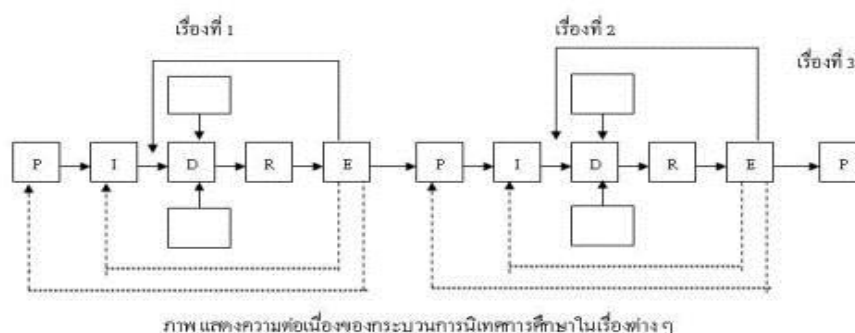 เรื่องที่ 1
เรื่องที่ 2
เรื่องที่ 3
P I D R E P I D R E P
ภาพ แสดงความต่อเนื่องของกระบวนการนิเทศการศึกษาในเรื่องต่าง ๆ